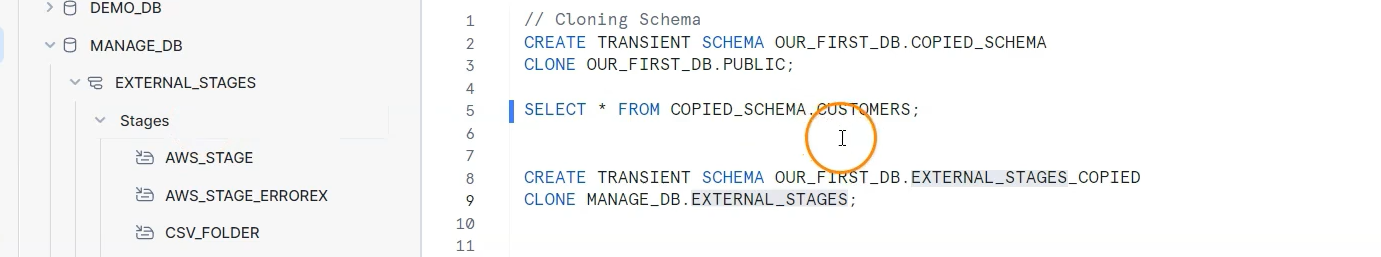 DEMO_DB
MANAGE_DB
EXTERNAL_STAGES
Stages
AWS_STAGE
AWS_STAGE_ERROREX
CSV_FOLDER
1 // Cloning Schema
2 CREATE TRANSIENT SCHEMA OUR_FIRST_DB.COPIED_SCHEMA
3 CLONE OUR_FIRST_DB.PUBLIC;
4
5 SELECT * FROM COPIED_SCHEMA.CUSTOMERS;
6
7
8 CREATE TRANSIENT SCHEMA OUR_FIRST_DB.EXTERNAL_STAGES_COPIED
9 CLONE MANAGE_DB.EXTERNAL_STAGES;
10
11